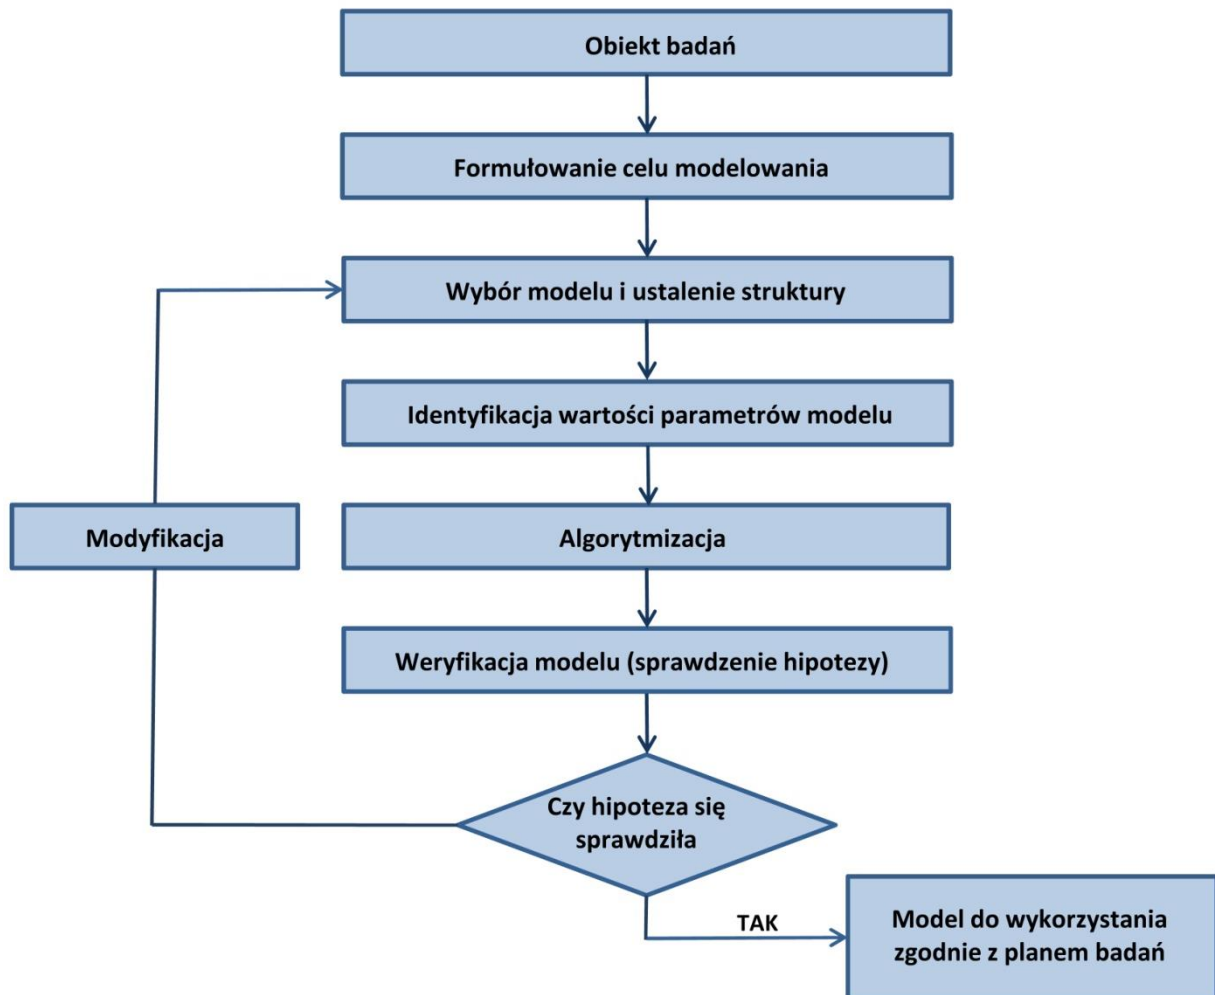 Obiekt badań
Formułowanie celu modelowania
Wybór modelu i ustalenie struktury
Identyfikacja wartości parametrów modelu
Modyfikacja
Algorytmizacja
Weryfikacja modelu (sprawdzenie hipotezy)
Czy hipoteza się
sprawdziła
TAK
Model do wykorzystania
zgodnie z planem badań